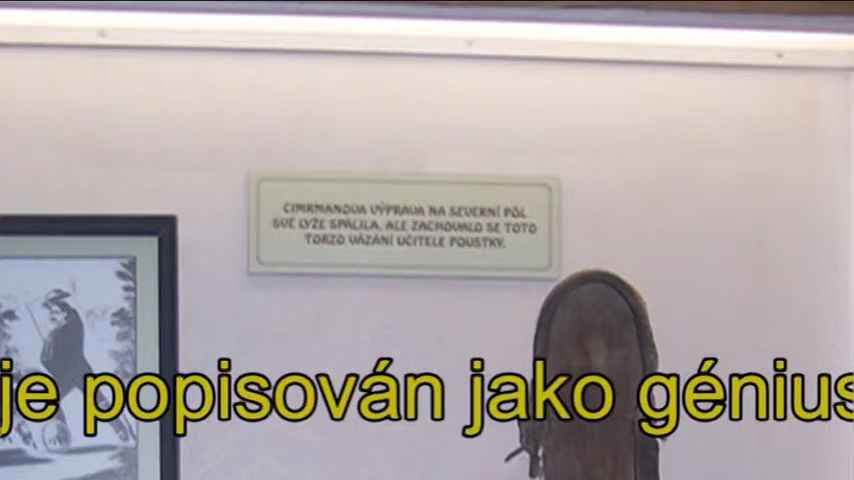 CIMRMANOVA VÝPRAVA NA SEVERNÍ PÓL
SVÉ LYŽE SPÁLILA, ALE ZACHOVALO SE TOTO
TORZO VÁZÁNÍ UČITELE POUSTKY.
je popisován jako génius